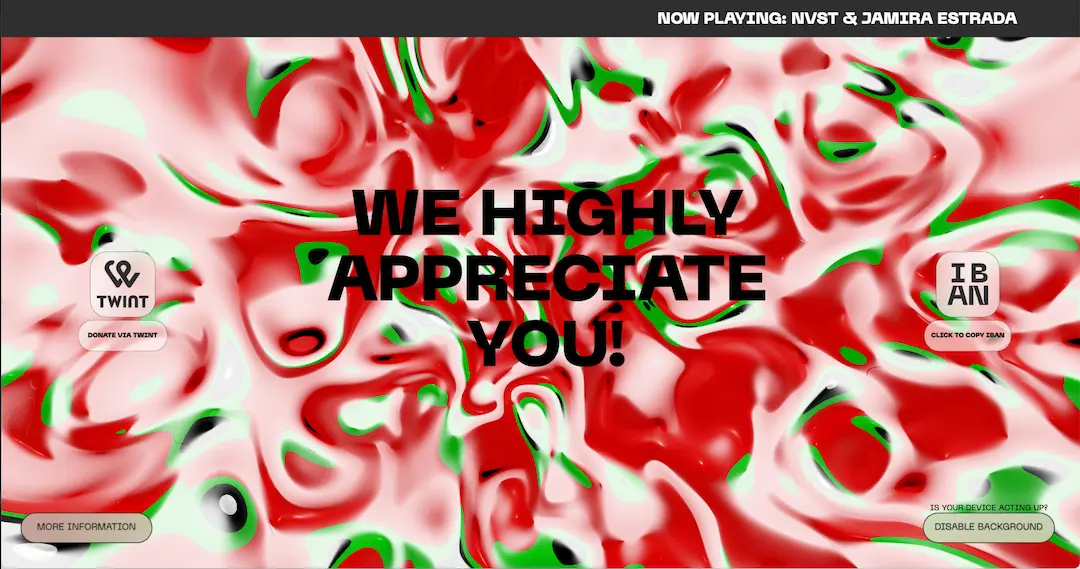 NOW PLAYING: NVST & JAMIRA ESTRADA
WE HIGHLY
APPRECIATE
YOU!
TWINT
DONATE VIA TWINT
IB
AN
CLICK TO COPY IBAN
MORE INFORMATION
IS YOUR DEVICE ACTING UP?
DISABLE BACKGROUND